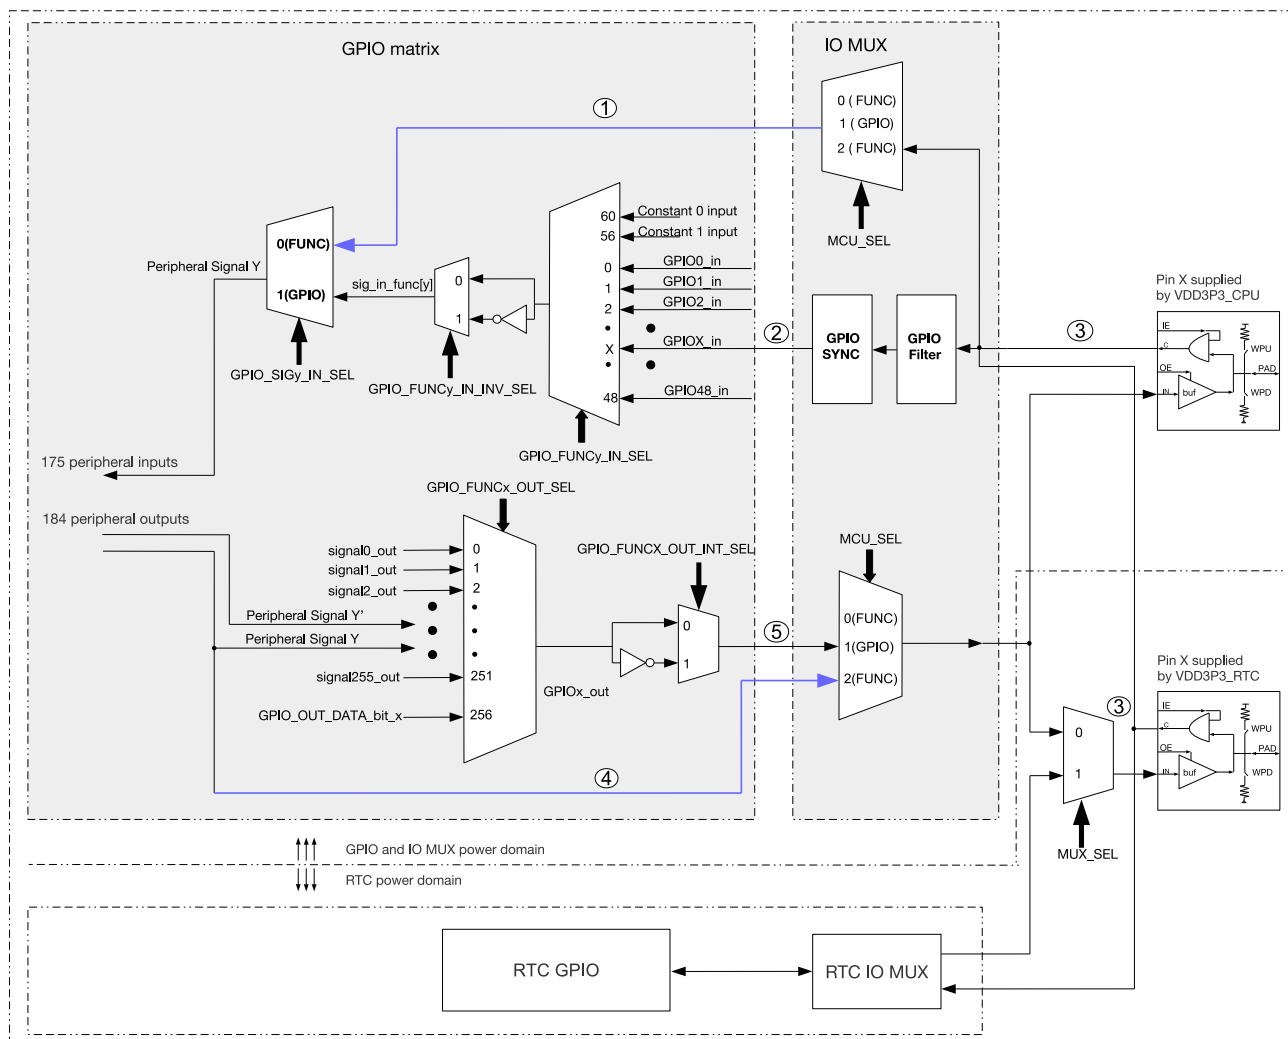 GPIO matrix
IO MUX
0 ( FUNC)
1 ( GPIO)
2 ( FUNC)
MCU_SEL
1
60
56
0
1
2
X
48
Constant 0 input
Constant 1 input
GPIO0_in
GPIO1_in
GPIO2_in
GPIOX_in
GPIO48_in
GPIO_FUNCy_IN_SEL
0(FUNC)
1(GPIO)
Peripheral Signal Y
GPIO_SIGy_IN_SEL
sig_in_func[y]
0
1
GPIO_FUNCy_IN_INV_SEL
2
GPIO
SYNC
GPIO
Filter
3
Pin X supplied
by VDD3P3_CPU
IE
C
OE
IN
buf
WPU
PAD
WPD
175 peripheral inputs
184 peripheral outputs
GPIO_FUNCx_OUT_SEL
signal0_out
signal1_out
signal2_out
Peripheral Signal Y'
Peripheral Signal Y
signal255_out
GPIO_OUT_DATA_bit_x
0
1
2
251
256
GPIOx_out
GPIO_FUNCX_OUT_INT_SEL
0
1
5
4
MCU_SEL
0(FUNC)
1(GPIO)
2(FUNC)
0
1
MUX_SEL
3
Pin X supplied
by VDD3P3_RTC
IE
C
OE
IN
buf
WPU
PAD
WPD
GPIO and IO MUX power domain
RTC power domain
RTC GPIO
RTC IO MUX